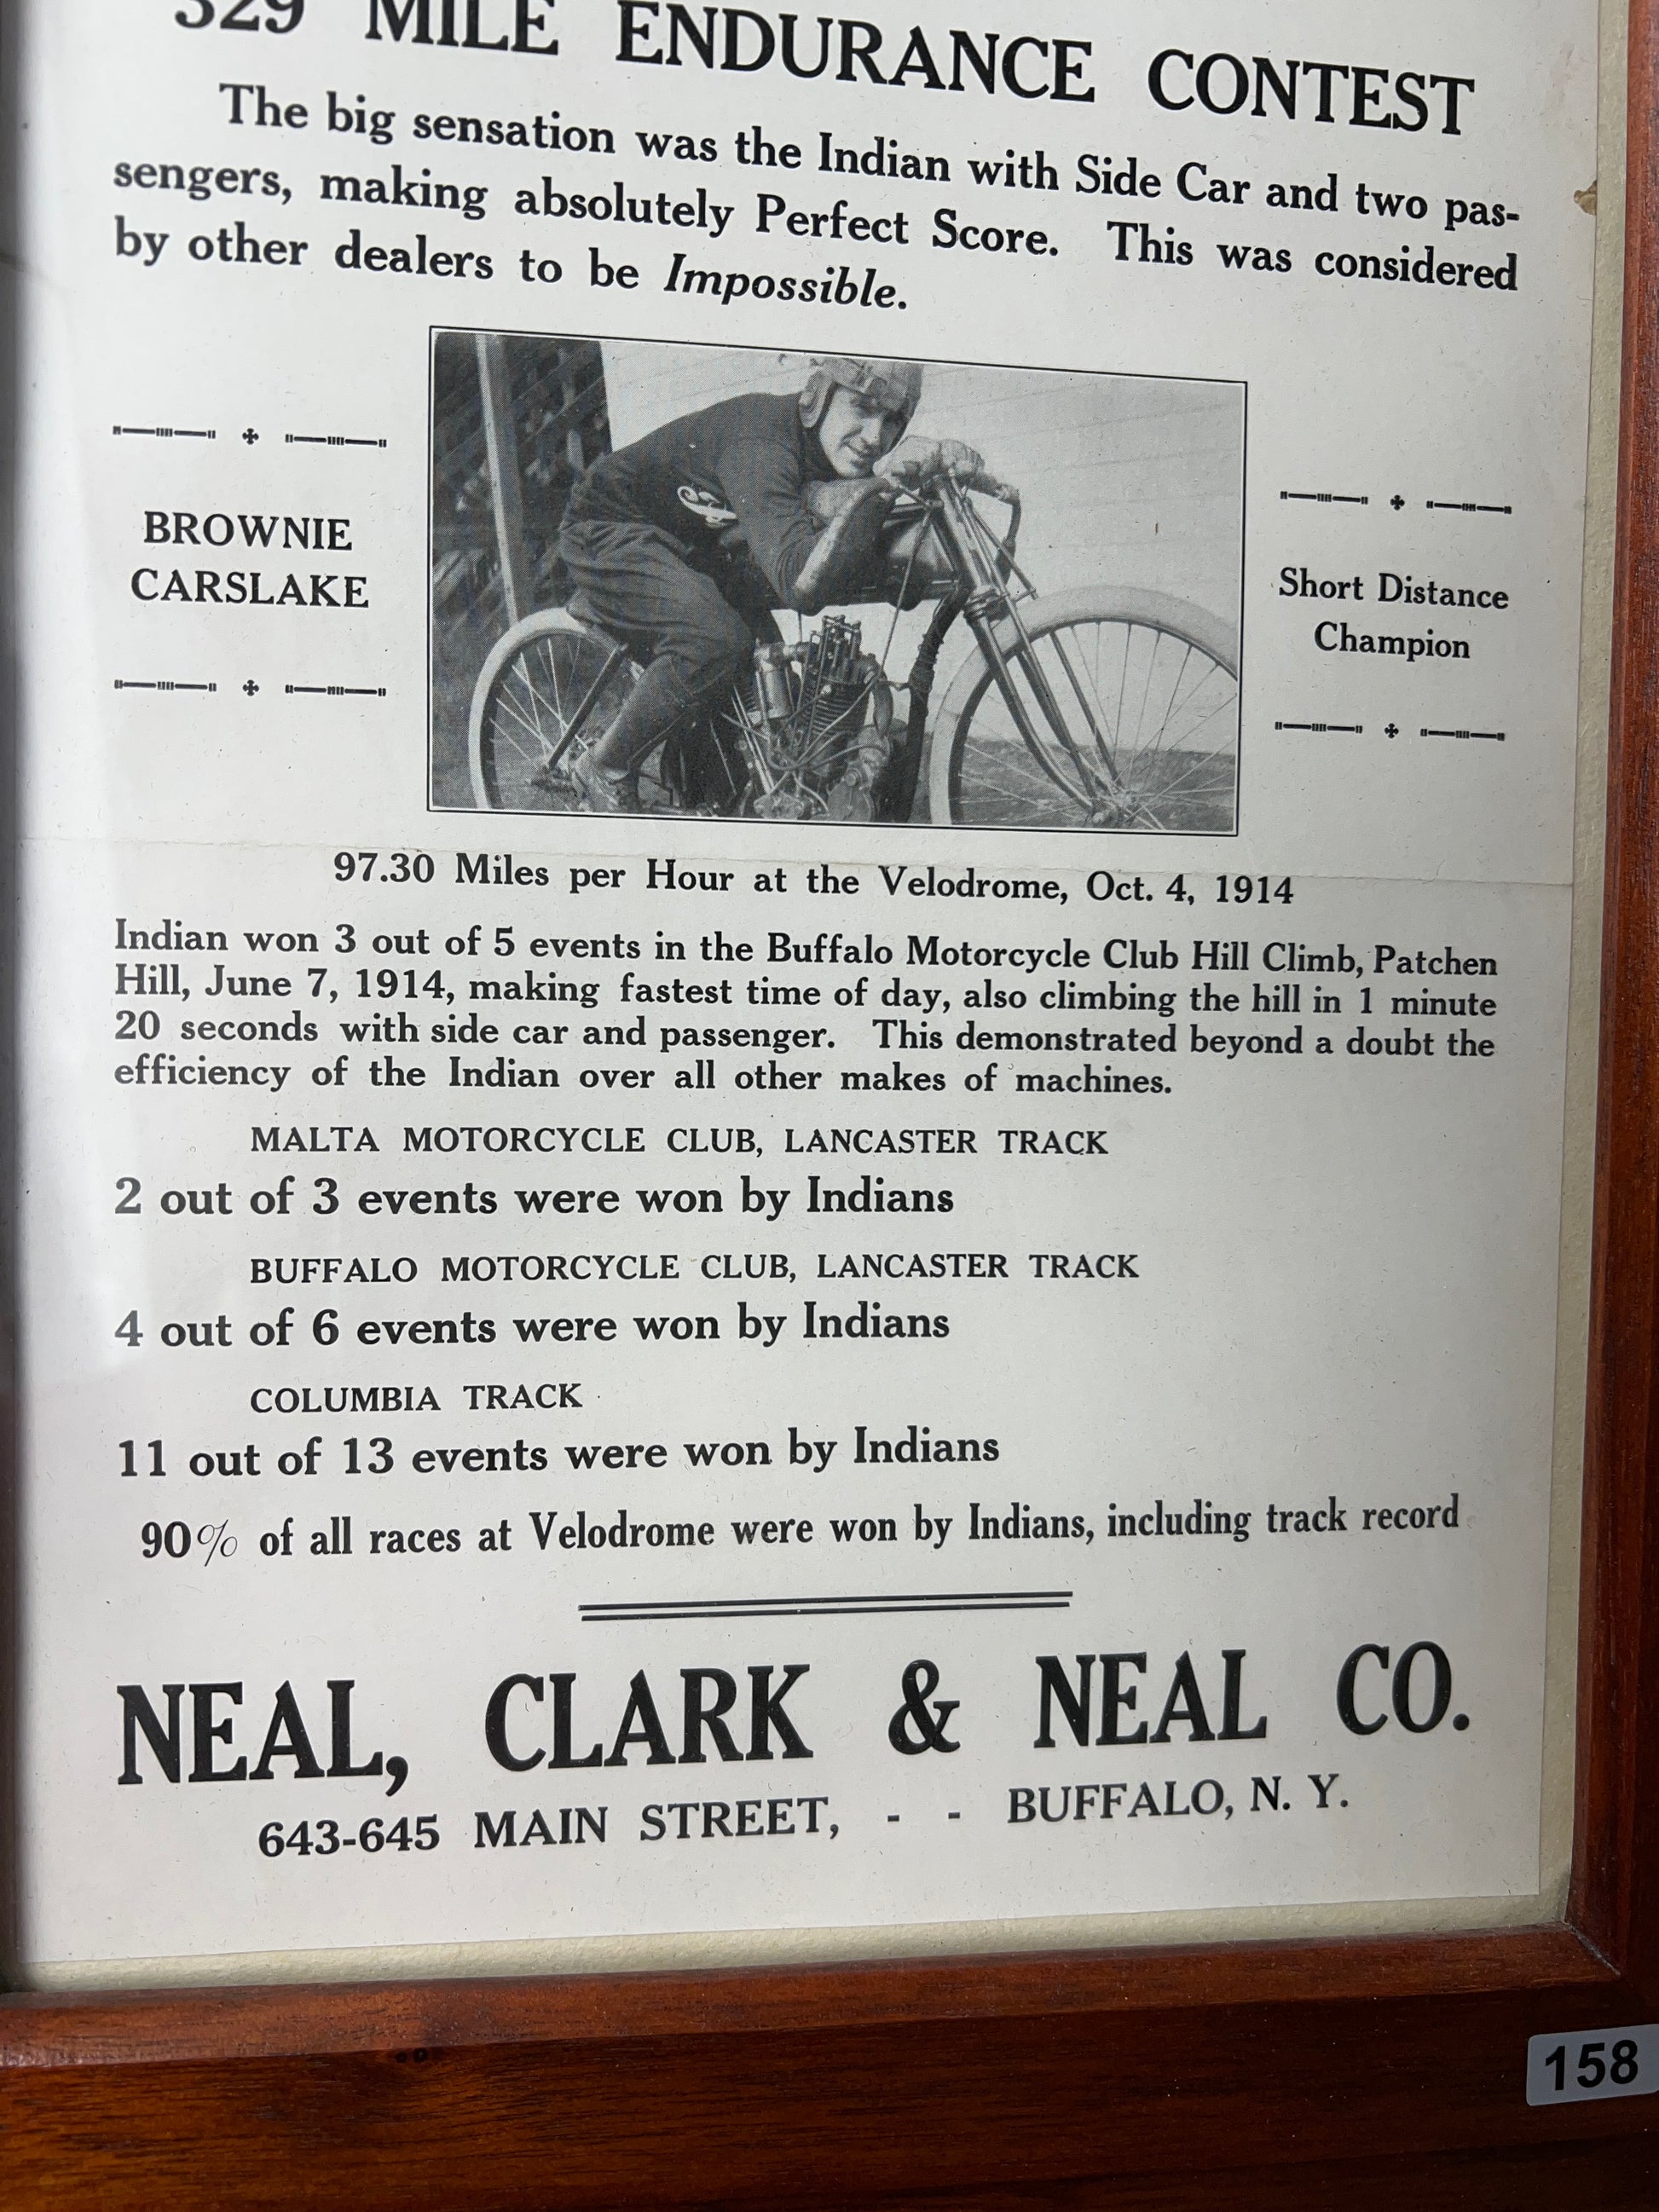 329 MILE ENDURANCE CONTEST
The big sensation was the Indian with Side Car and two pas-
sengers, making absolutely Perfect Score. This was considered
by other dealers to be Impossible.
BROWNIE
CARSLAKE
Short Distance
Champion
97.30 Miles per Hour at the Velodrome, Oct. 4, 1914
Indian won 3 out of 5 events in the Buffalo Motorcycle Club Hill Climb, Patchen
Hill, June 7, 1914, making fastest time of day, also climbing the hill in 1 minute
20 seconds with side car and passenger. This demonstrated beyond a doubt the
efficiency of the Indian over all other makes of machines.
MALTA MOTORCYCLE CLUB, LANCASTER TRACK
2 out of 3 events were won by Indians
BUFFALO MOTORCYCLE CLUB, LANCASTER TRACK
4 out of 6 events were won by Indians
COLUMBIA TRACK
11 out of 13 events were won by Indians
90% of all races at Velodrome were won by Indians, including track record
NEAL, CLARK & NEAL CO.
643-645 MAIN STREET, - - BUFFALO, N. Y.
158